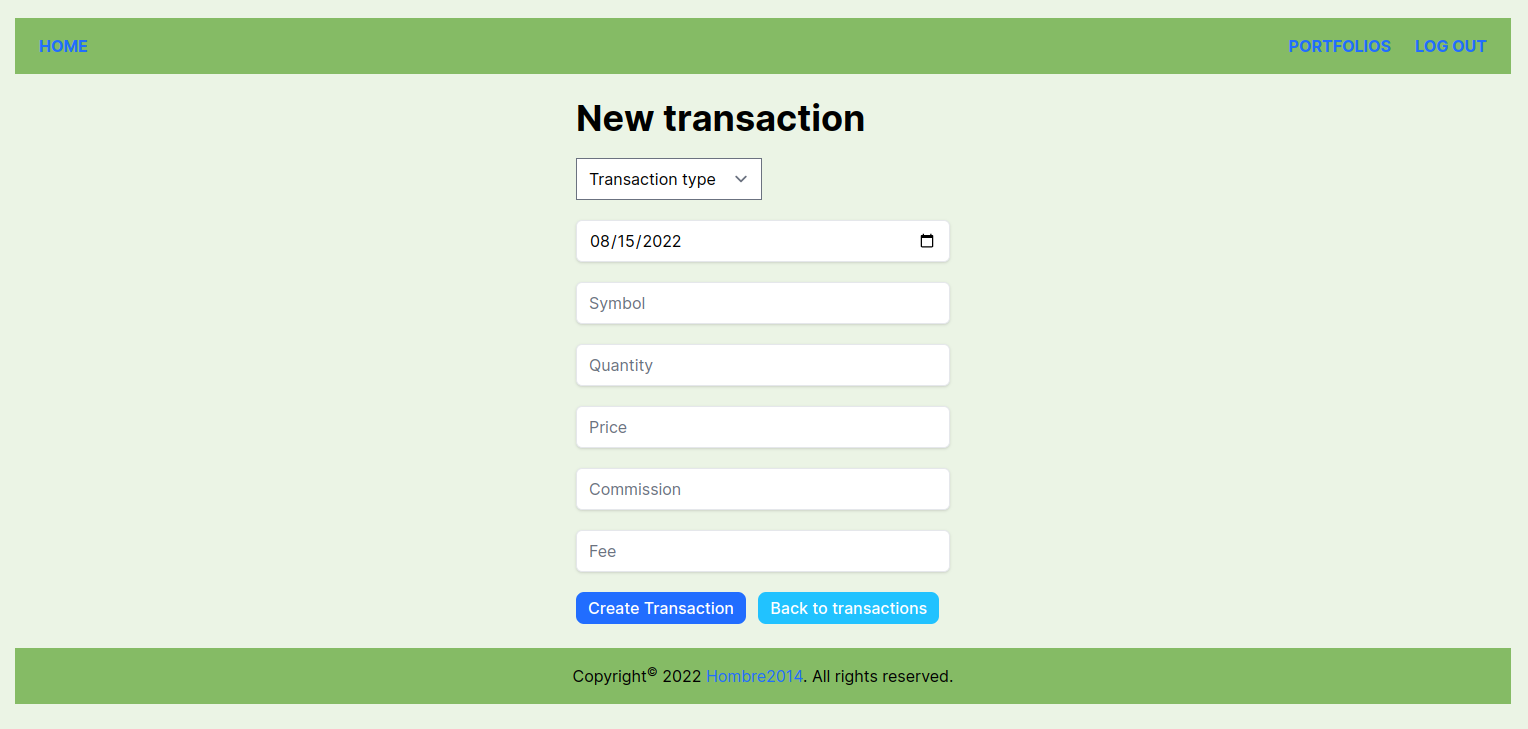 HOME PORTFOLIOS LOG OUT
New transaction
Transaction type
08/15/2022
Symbol
Quantity
Price
Commission
Fee
Create Transaction Back to transactions
Copyright© 2022 Hombre2014. All rights reserved.